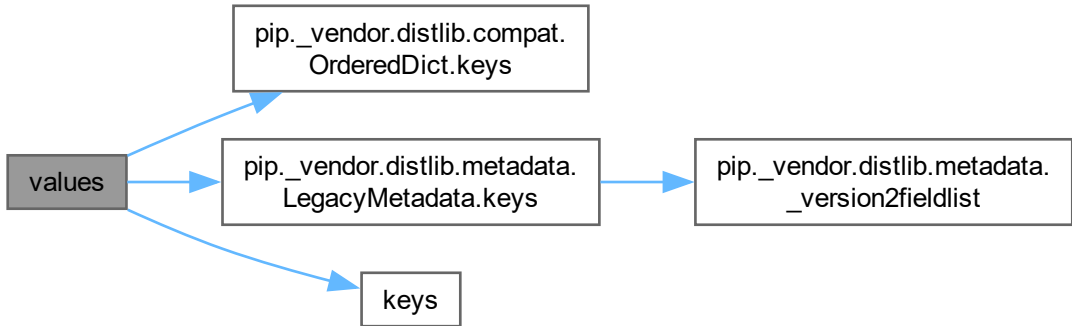 pip._vendor.distlib.compat.
OrderedDict.keys
values
pip._vendor.distlib.metadata.
LegacyMetadata.keys
pip._vendor.distlib.metadata.
_version2fieldlist
keys